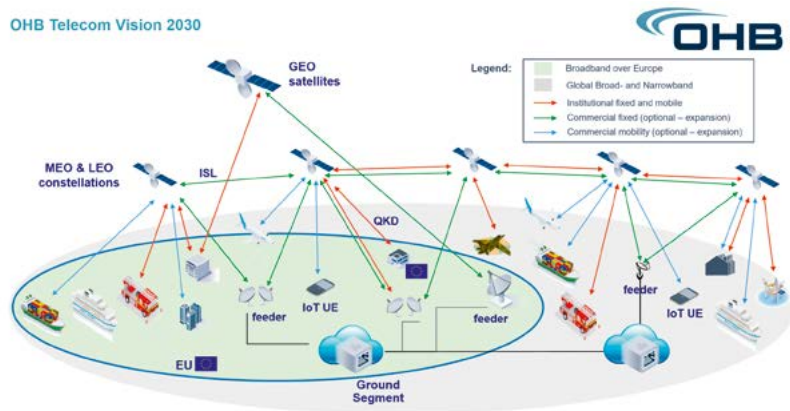 OHB Telecom Vision 2030
OHB
Legend:
Broadband over Europe
Global Broad- and Narrowband
Institutional fixed and mobile
Commercial fixed (optional – expansion)
Commercial mobility (optional – expansion)
GEO
satellites
MEO & LEO
constellations
ISL
QKD
feeder
IoT UE
feeder
feeder
IoT UE
EU
Ground
Segment